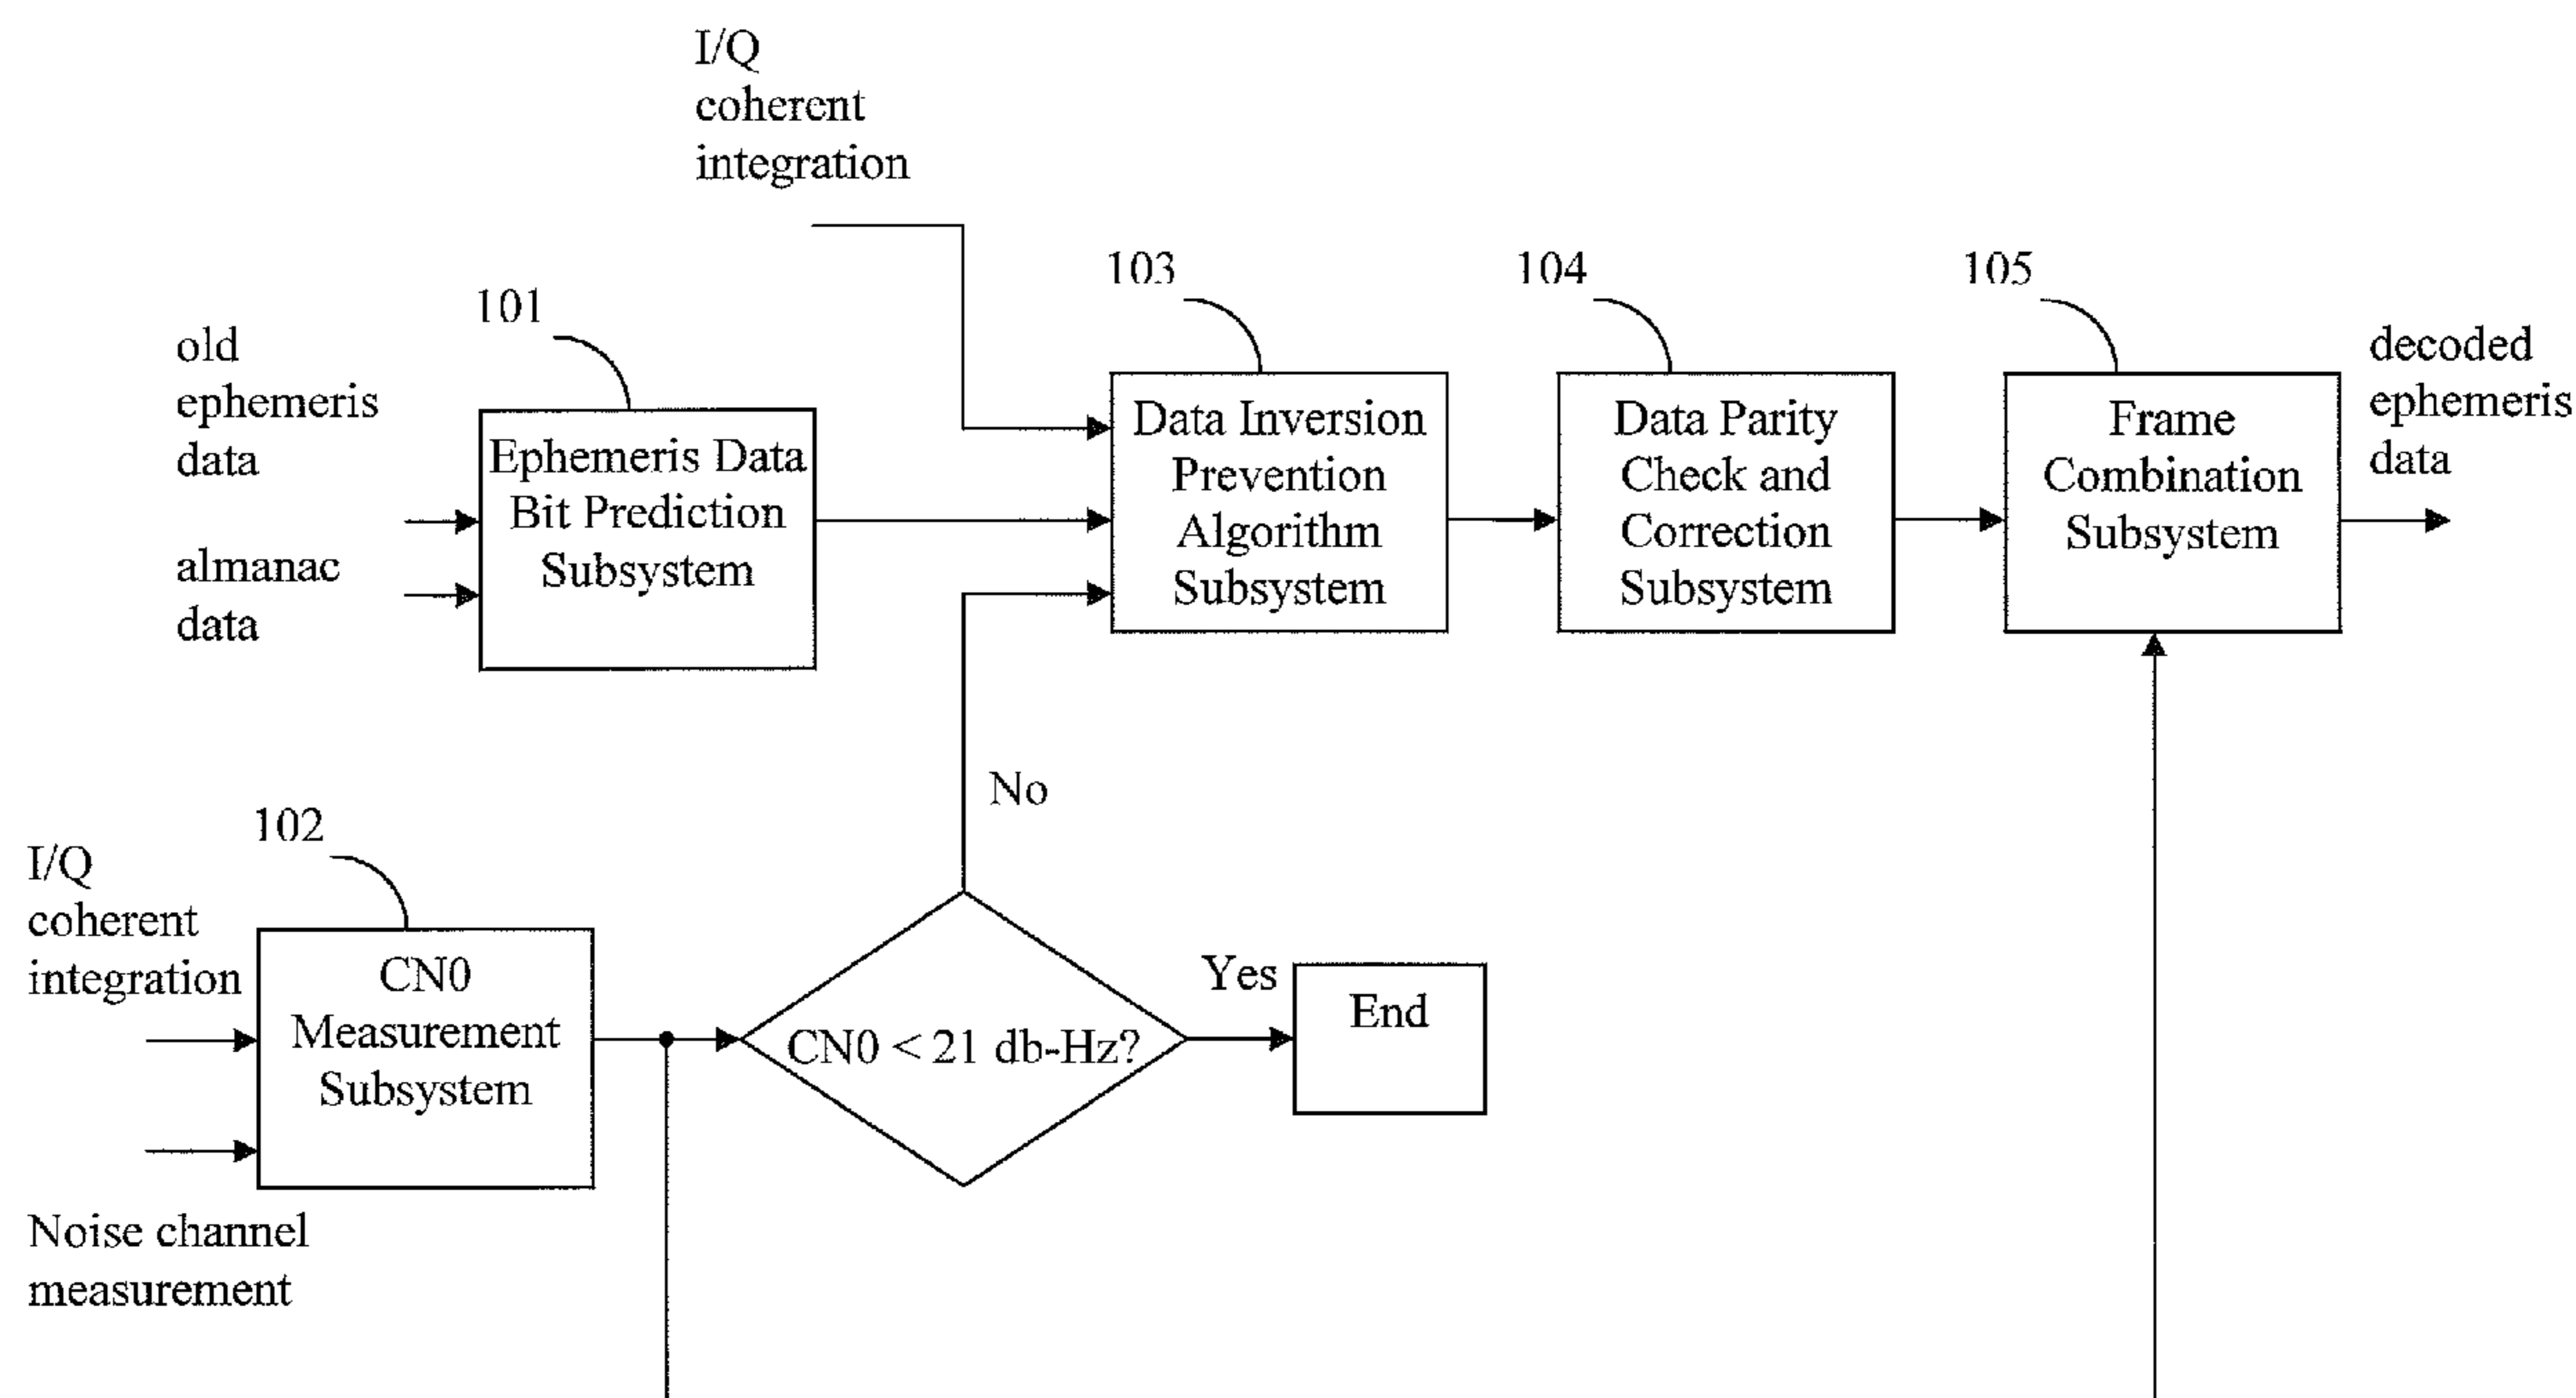 I/Q
coherent
integration
103
104
105
101
old
ephemeris
data
almanac
data
Ephemeris Data
Bit Prediction
Subsystem
Data Inversion
Prevention
Algorithm
Subsystem
Data Parity
Check and
Correction
Subsystem
Frame
Combination
Subsystem
decoded
ephemeris
data
No
102
I/Q
coherent
integration
CN0
Measurement
Subsystem
CN0 < 21 db-Hz?
Yes
End
Noise channel
measurement